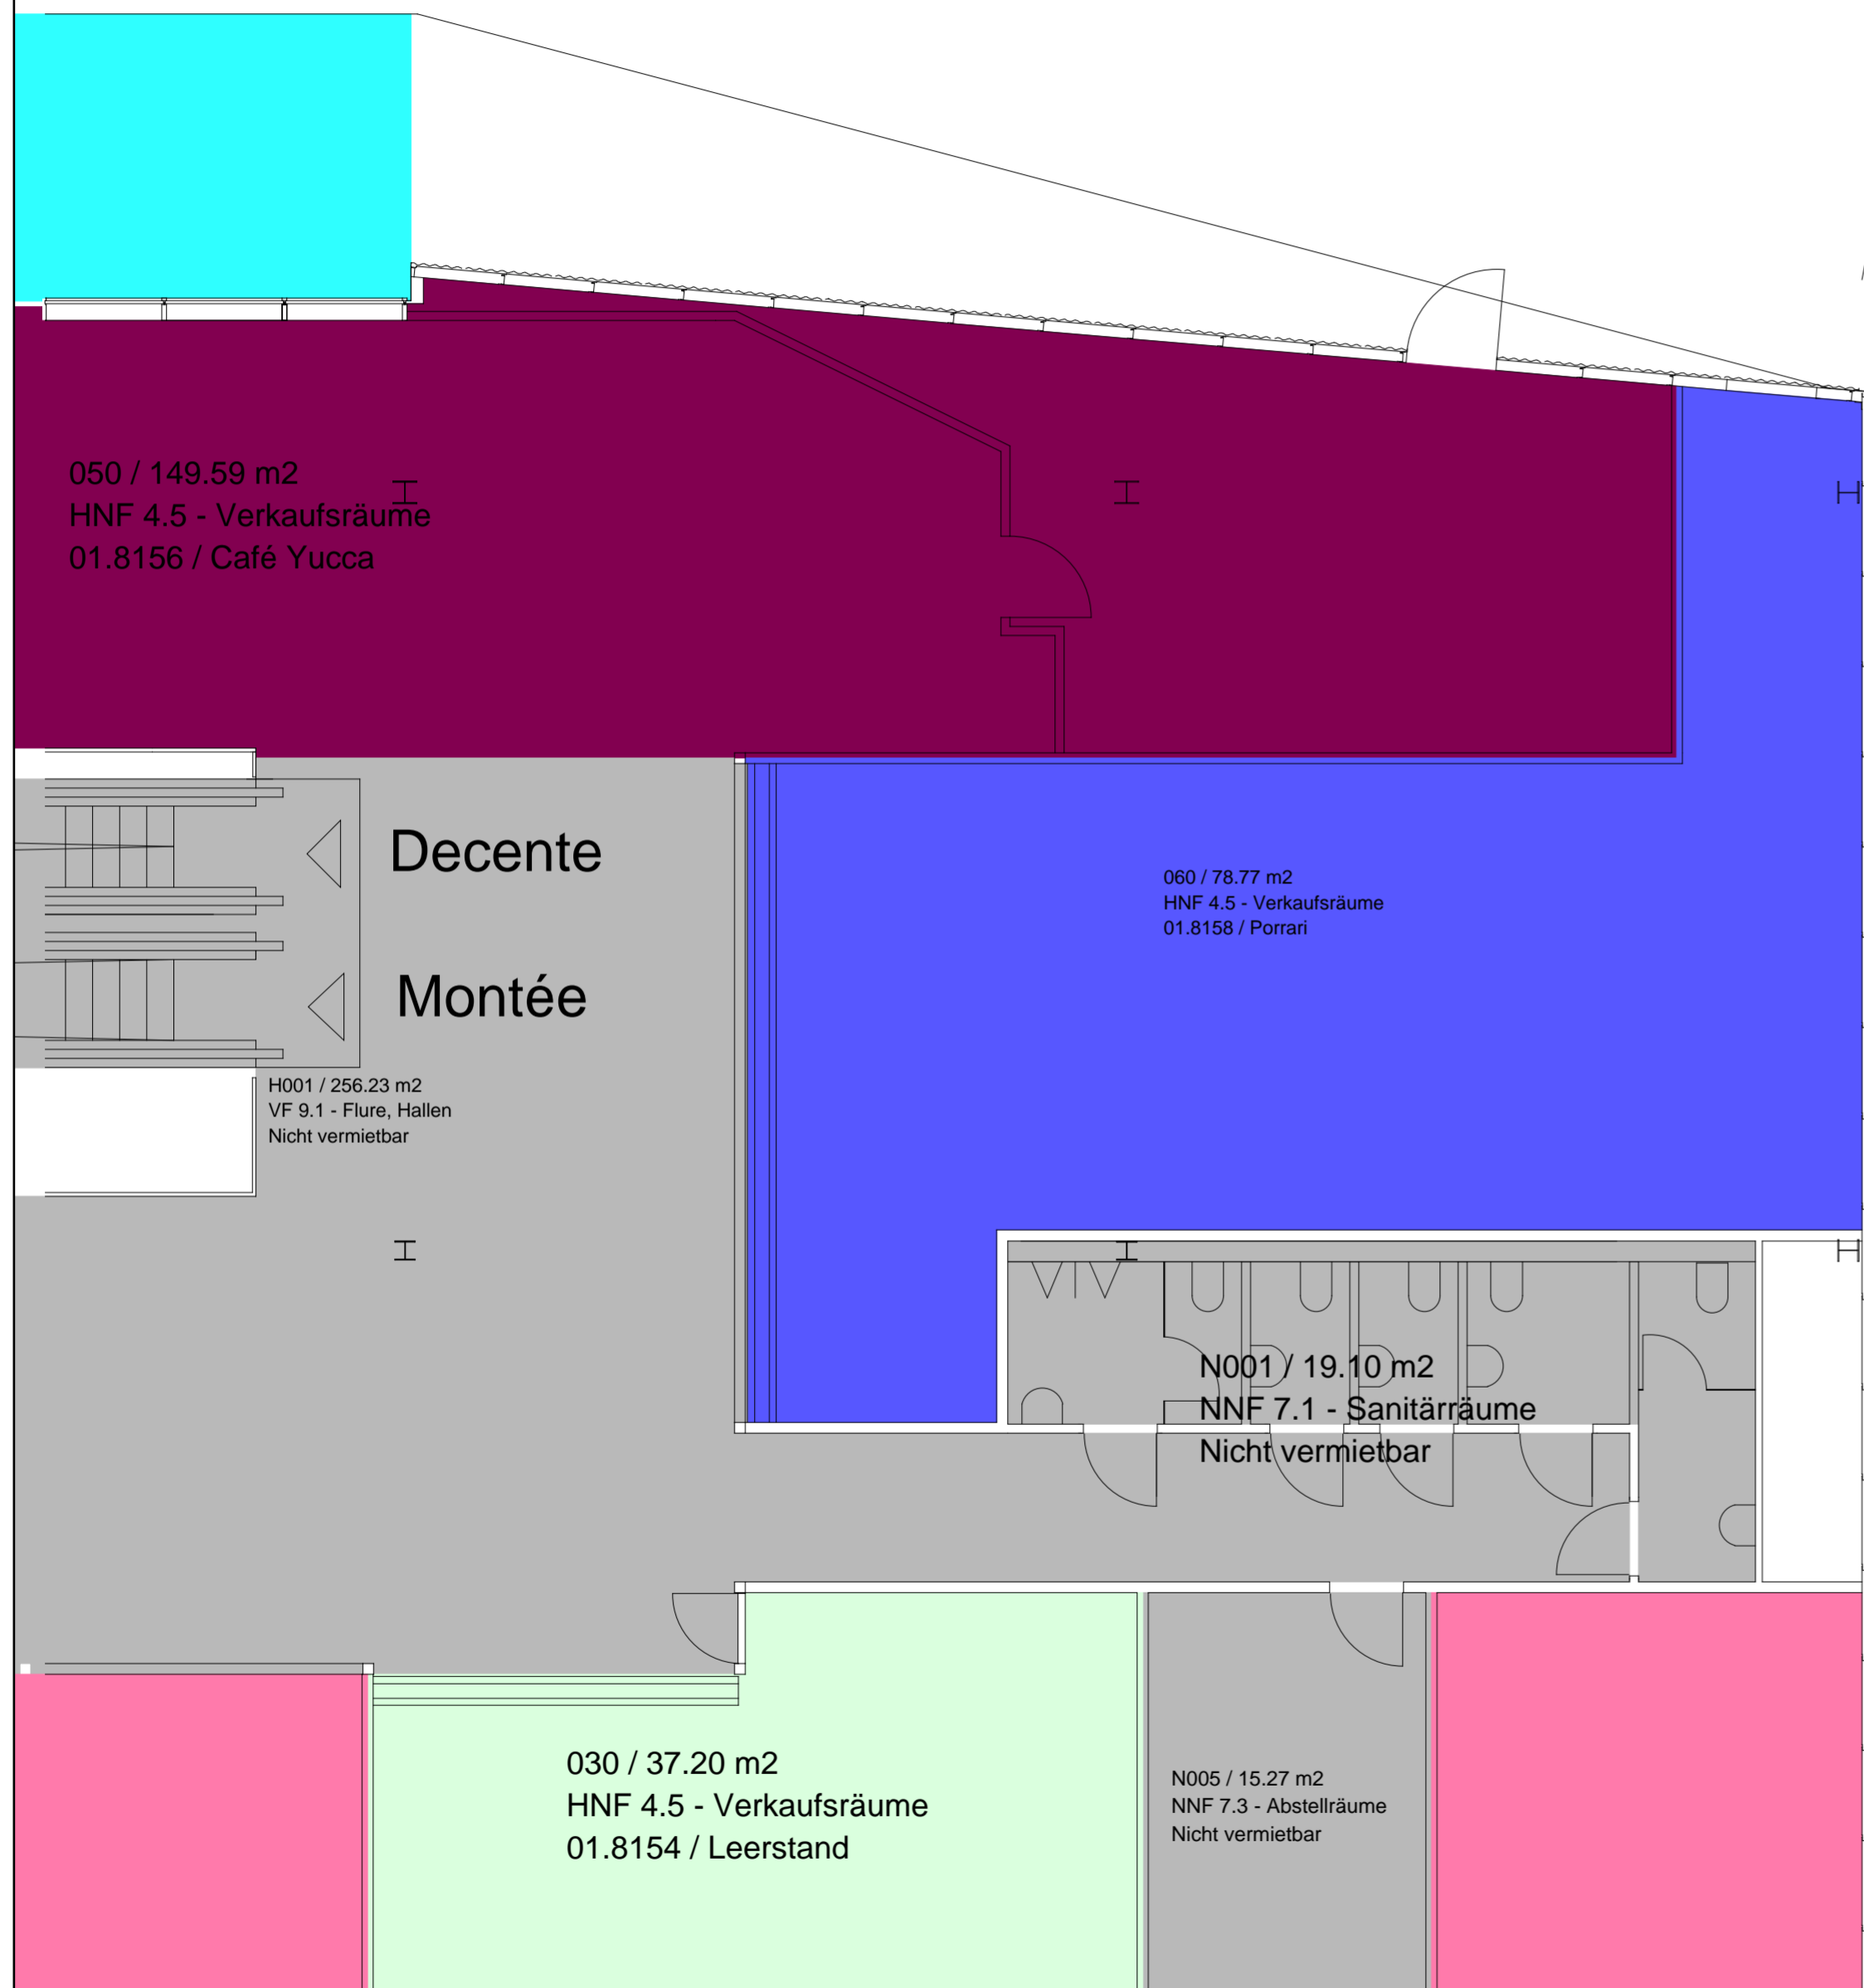 050 / 149.59 m2
HNF 4.5 - Verkaufsräume
01.8156 / Café Yucca
Decente
060 / 78.77 m2
HNF 4.5 - Verkaufsräume
01.8158 / Porrari
Montée
H001 / 256.23 m2
VF 9.1 - Flure, Hallen
Nicht vermietbar
N001 / 19.10 m2
NNF 7.1 - Sanitärräume
Nicht vermietbar
030 / 37.20 m2
HNF 4.5 - Verkaufsräume
01.8154 / Leerstand
N005 / 15.27 m2
NNF 7.3 - Abstellräume
Nicht vermietbar